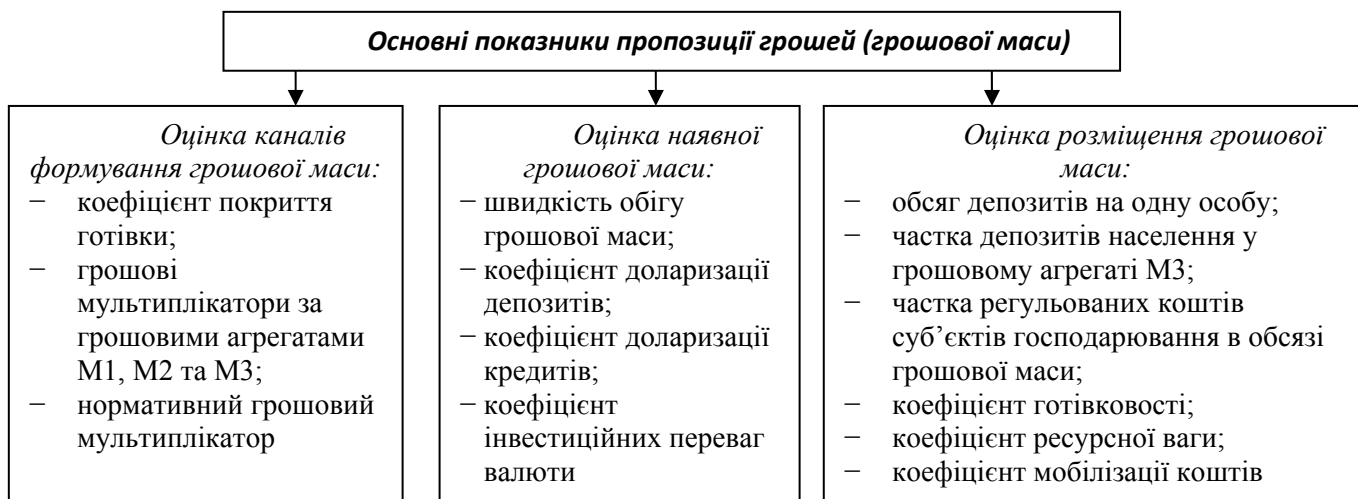 Основні показники пропозиції грошей (грошової маси)
Оцінка каналів
формування грошової маси:
− коефіцієнт покриття
готівки;
− грошові
мультиплікатори за
грошовими агрегатами
М1, М2 та М3;
− нормативний грошовий
мультиплікатор
Оцінка наявної
грошової маси:
− швидкість обігу
грошової маси;
− коефіцієнт доларизації
депозитів;
− коефіцієнт доларизації
кредитів;
− коефіцієнт
інвестиційних переваг
валюти
Оцінка розміщення грошової
маси:
− обсяг депозитів на одну особу;
− частка депозитів населення у
грошовому агрегаті М3;
− частка регульованих коштів
суб’єктів господарювання в обсязі
грошової маси;
− коефіцієнт готівковості;
− коефіцієнт ресурсної ваги;
− коефіцієнт мобілізації коштів